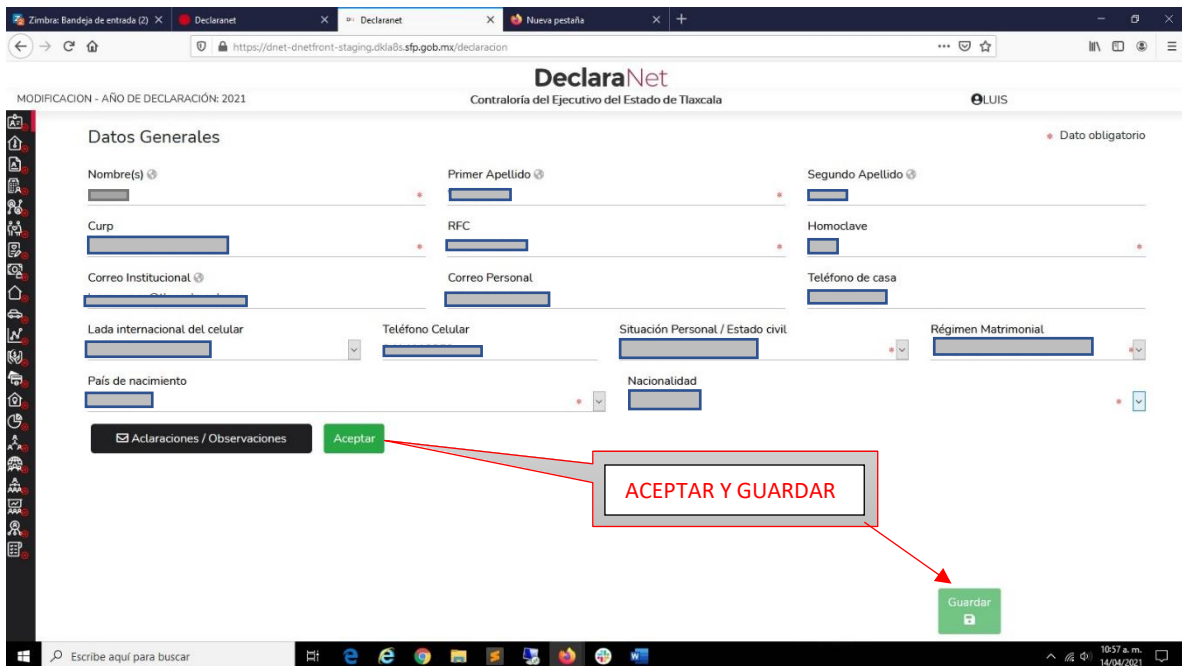 Zimbra: Bandeja de entrada (2)
Declaranet
Declaranet
Nueva pestaña
https://dnet-dnetfront-staging.dkla8s.sfp.gob.mx/declaracion
DeclaraNet
MODIFICACION - AÑO DE DECLARACIÓN: 2021
Contraloría del Ejecutivo del Estado de Tlaxcala
LUIS
Datos Generales
* Dato obligatorio
Nombre(s)
Primer Apellido
Segundo Apellido
*
*
Curp
RFC
Homoclave
*
*
*
Correo Institucional
Correo Personal
Teléfono de casa
Lada internacional del celular
Teléfono Celular
Situación Personal / Estado civil
Régimen Matrimonial
*
*
País de nacimiento
Nacionalidad
*
*
Aclaraciones / Observaciones
Aceptar
ACEPTAR Y GUARDAR
Guardar
Escribe aquí para buscar
10:57 a. m.
14/04/2021